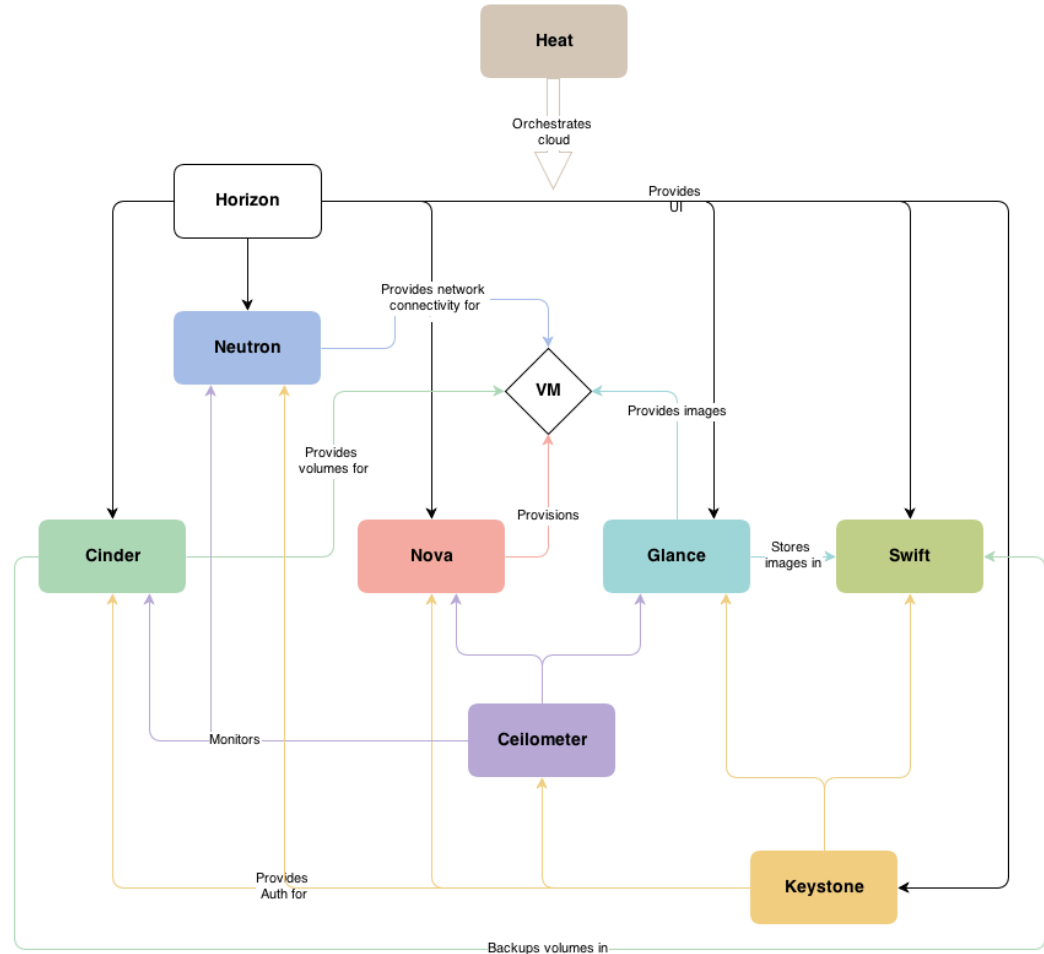 Heat
Orchestrates
cloud
Horizon
Provides
UI
Provides network
connectivity for
Neutron
VM
Provides images
Provides
volumes for
Provisions
Cinder
Nova
Glance
Stores
images in
Swift
Ceilometer
Monitors
Provides
Auth for
Keystone
Backups volumes in